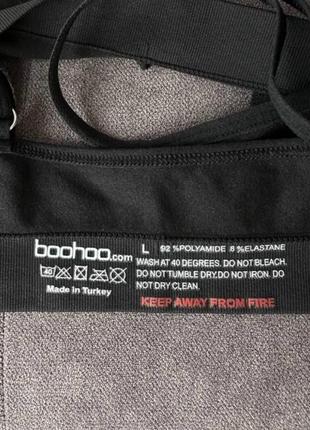 boohoo.com
L 92 %POLYAMIDE 8 %ELASTANE
WASH AT 40 DEGREES. DO NOT BLEACH.
DO NOT TUMBLE DRY.DO NOT IRON. DO
NOT DRY CLEAN.
40
Made in Turkey
KEEP AWAY FROM FIRE